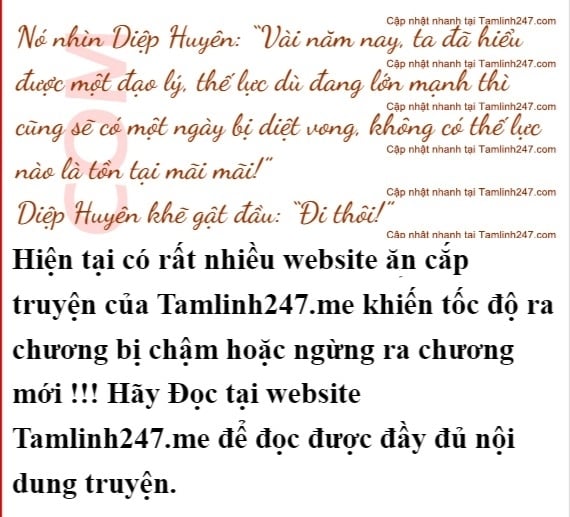 Cập nhật nhanh tại Tamlinh247.com
Nó nhìn Diệp Huyên: “Vài năm nay, ta đã hiểu
Cập nhật nhanh tại Tamlinh247.com
được một đạo lý, thế lực dù đang lớn mạnh thì
Cập nhật nhanh tại Tamlinh247.com
cũng sẽ có một ngày bị diệt vong, không có thế lực
Cập nhật nhanh tại Tamlinh247.com
nào là tồn tại mãi mãi!”
Cập nhật nhanh tại Tamlinh247.com
Diệp Huyên khẽ gật đầu: “Đi thôi!”
Cập nhật nhanh tại Tamlinh247.com
COM
Hiện tại có rất nhiều website ăn cắp
truyện của Tamlinh247.me khiến tốc độ ra
chương bị chậm hoặc ngừng ra chương
mới !!! Hãy Đọc tại website
Tamlinh247.me để đọc được đầy đủ nội
dung truyện.